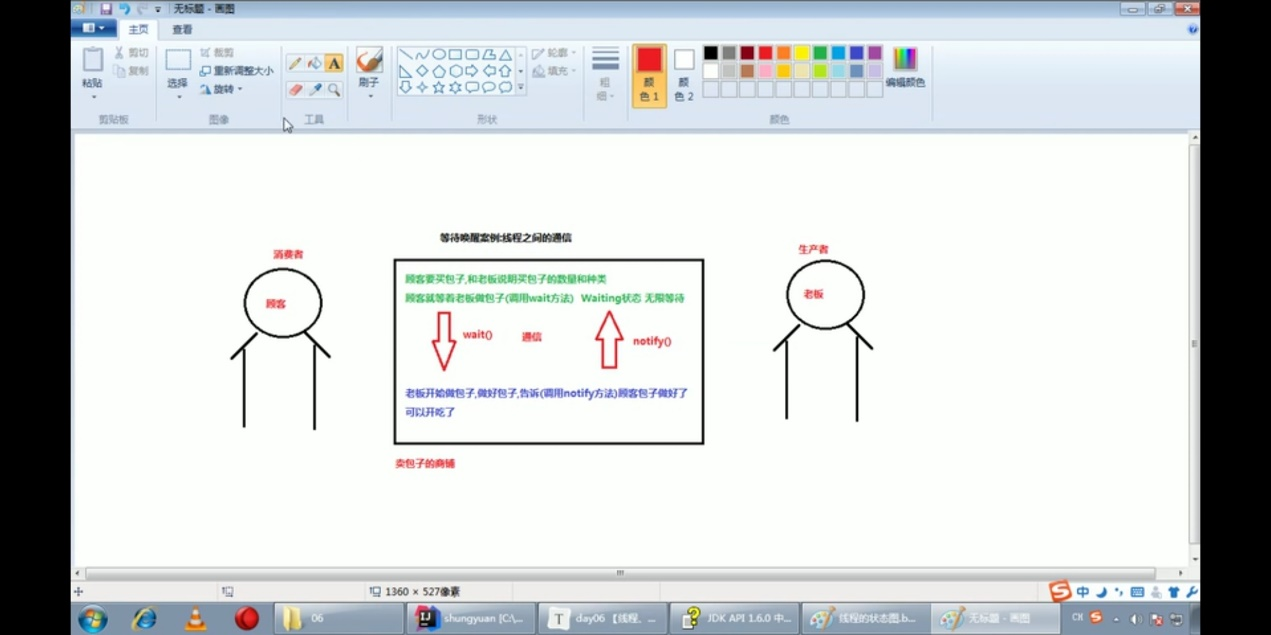 无标题 - 画图
主页
查看
粘贴
剪切
复制
剪贴板
选择
裁剪
重新调整大小
旋转
图像
A
工具
刷子
轮廓
填充
形状
粗
细
颜
色 1
颜
色 2
编辑颜色
颜色
等待唤醒案例:线程之间的通信
消费者
生产者
顾客
老板
顾客要买包子,和老板说明买包子的数量和种类
顾客就等着老板做包子(调用wait方法) Waiting状态 无限等待
wait()
通信
notify()
老板开始做包子,做好包子,告诉(调用notify方法)顾客包子做好了
可以开吃了
卖包子的商铺
1360 × 527像素
中
06
shungyuan [C:\...
day06 【线程、...
JDK API 1.6.0 中...
线程的状态图.b...
无标题 - 画图
CH